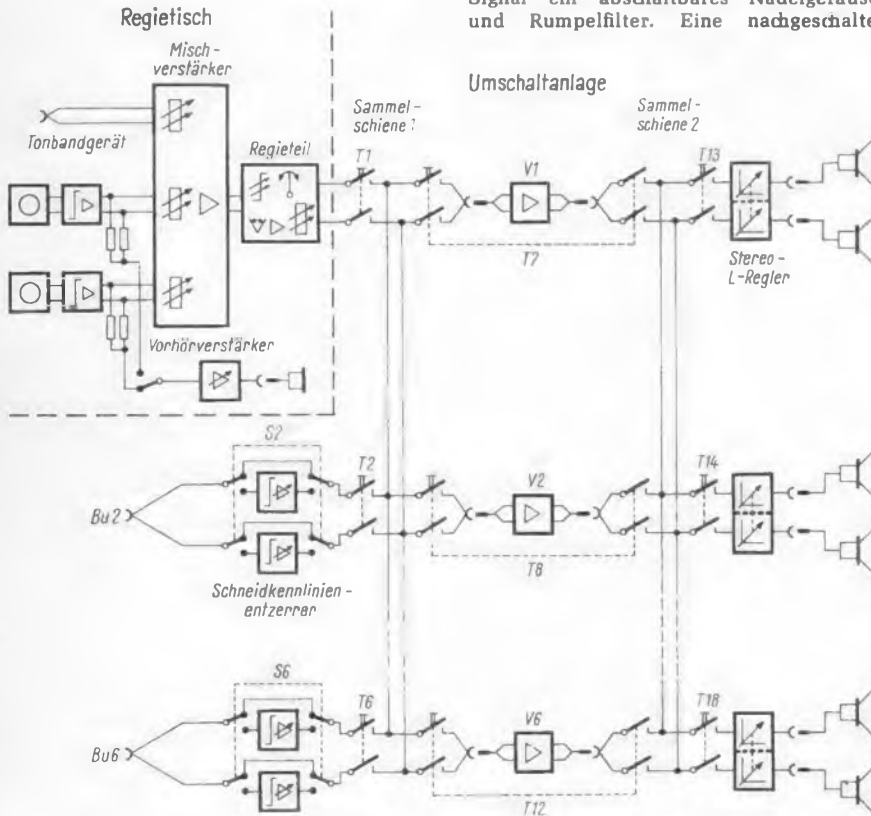 Signal ein abschaltbares Nadelgeräusch
und Rumpelfilter. Eine nachgeschalte
Regietisch
Misch-
verstärker
Umschaltanlage
Sammel-
schiene 1
Sammel-
schiene 2
Tonbandgerät
Regieteil
T1
V1
T13
T7
Stereo-
L-Regler
Vorhörverstärker
S2
T2
V2
T14
Bu2
T8
Schneidkennlinien-
entzerrer
S6
T6
V6
T18
Bu6
T12